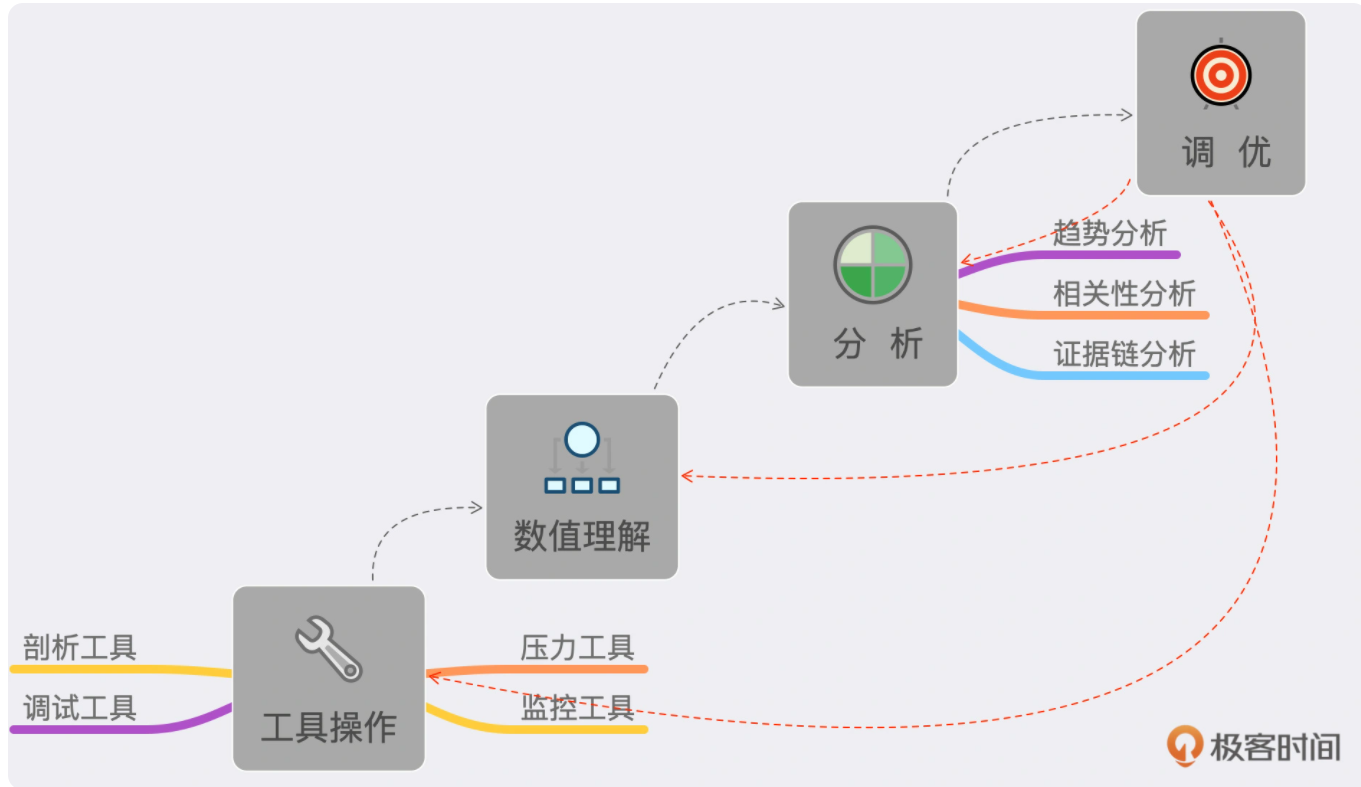 调 优
趋势分析
相关性分析
证据链分析
分 析
数值理解
剖析工具
调试工具
压力工具
监控工具
工具操作
极客时间